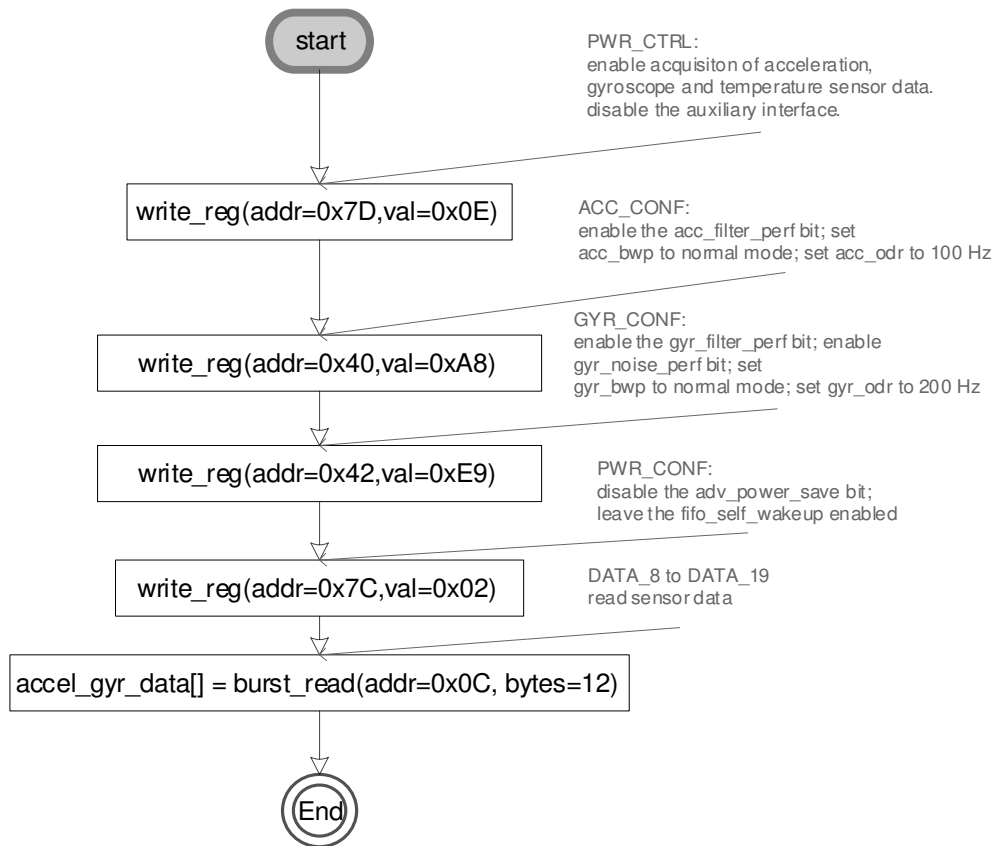 start
PWR_CTRL:
enable acquisiton of acceleration,
gyroscope and temperature sensor data.
disable the auxiliary interface.
write_reg(addr=0x7D,val=0x0E)
ACC_CONF:
enable the acc_filter_perf bit; set
acc_bwp to normal mode; set acc_odr to 100 Hz
write_reg(addr=0x40,val=0xA8)
GYR_CONF:
enable the gyr_filter_perf bit; enable
gyr_noise_perf bit; set
gyr_bwp to normal mode; set gyr_odr to 200 Hz
write_reg(addr=0x42,val=0xE9)
PWR_CONF:
disable the adv_power_save bit;
leave the fifo_self_wakeup enabled
write_reg(addr=0x7C,val=0x02)
DATA_8 to DATA_19
read sensor data
accel_gyr_data[] = burst_read(addr=0x0C, bytes=12)
End